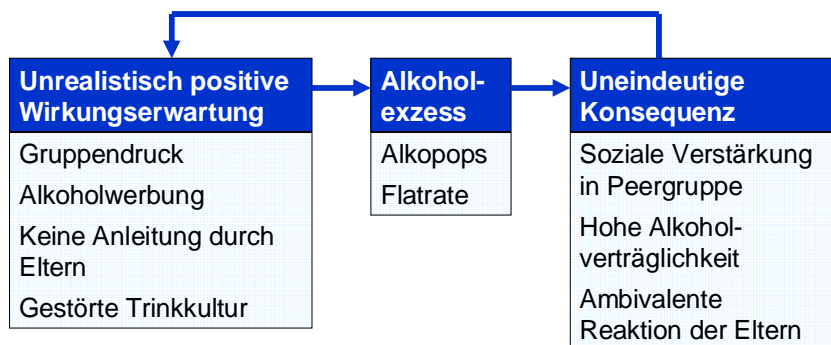 Unrealistisch positive
Wirkungserwartung
Gruppendruck
Alkoholwerbung
Keine Anleitung durch
Eltern
Gestörte Trinkkultur
Alkohol-
exzess
Alkopops
Flatrate
Uneindeutige
Konsequenz
Soziale Verstärkung
in Peergruppe
Hohe Alkohol-
verträglichkeit
Ambivalente
Reaktion der Eltern